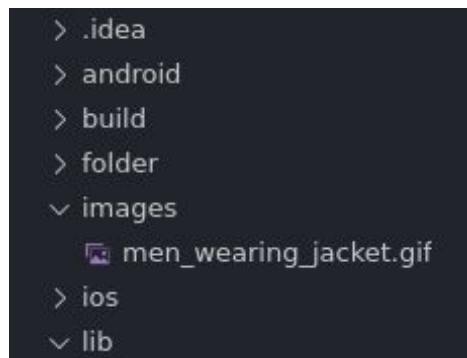 .idea
android
build
folder
images
men_wearing_jacket.gif
ios
lib